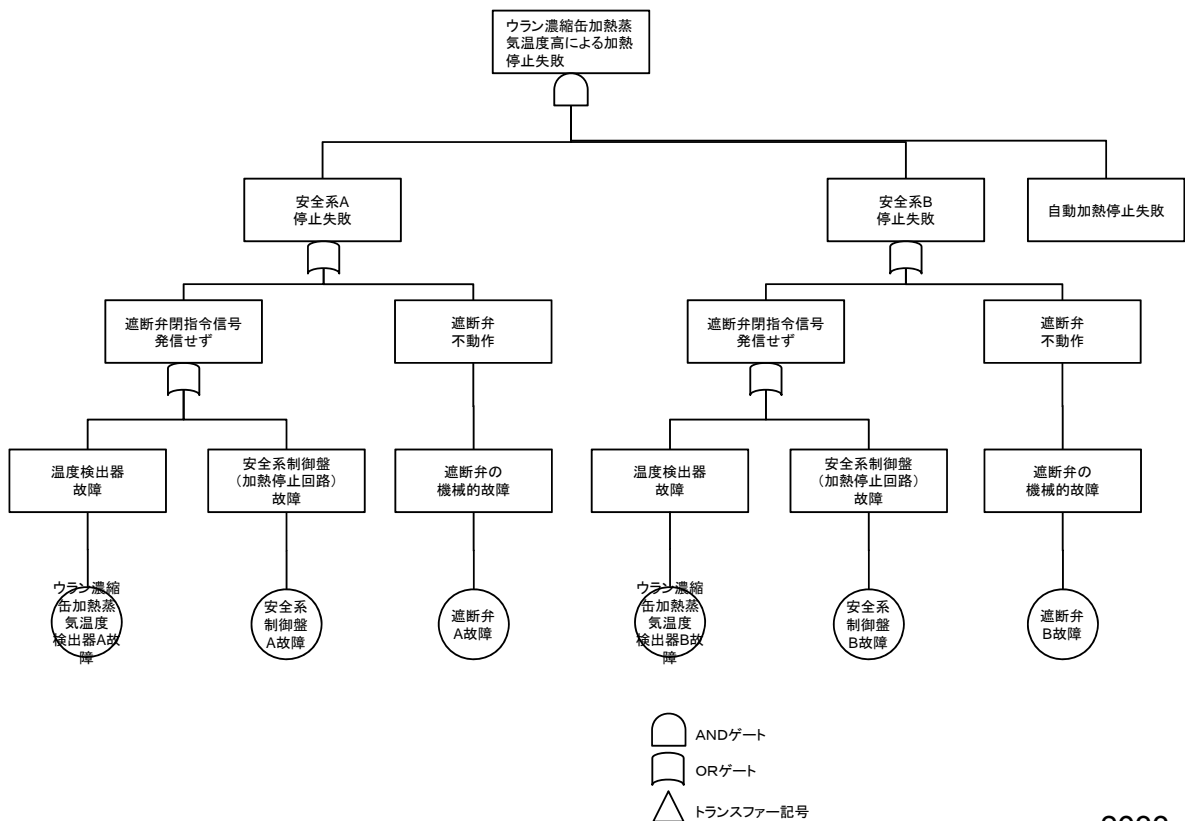 ウラン濃縮缶加熱蒸
気温度高による加熱
停止失敗
安全系A
停止失敗
安全系B
停止失敗
自動加熱停止失敗
遮断弁閉指令信号
発信せず
遮断弁
不動作
遮断弁閉指令信号
発信せず
遮断弁
不動作
温度検出器
故障
安全系制御盤
（加熱停止回路）
故障
遮断弁の
機械的故障
温度検出器
故障
安全系制御盤
（加熱停止回路）
故障
遮断弁の
機械的故障
ウラン濃縮
缶加熱蒸
気温度
検出器A故
障
安全系
制御盤
A故障
遮断弁
A故障
ウラン濃縮
缶加熱蒸
気温度
検出器B故
障
安全系
制御盤
B故障
遮断弁
B故障
ANDゲート
ORゲート
トランスファー記号